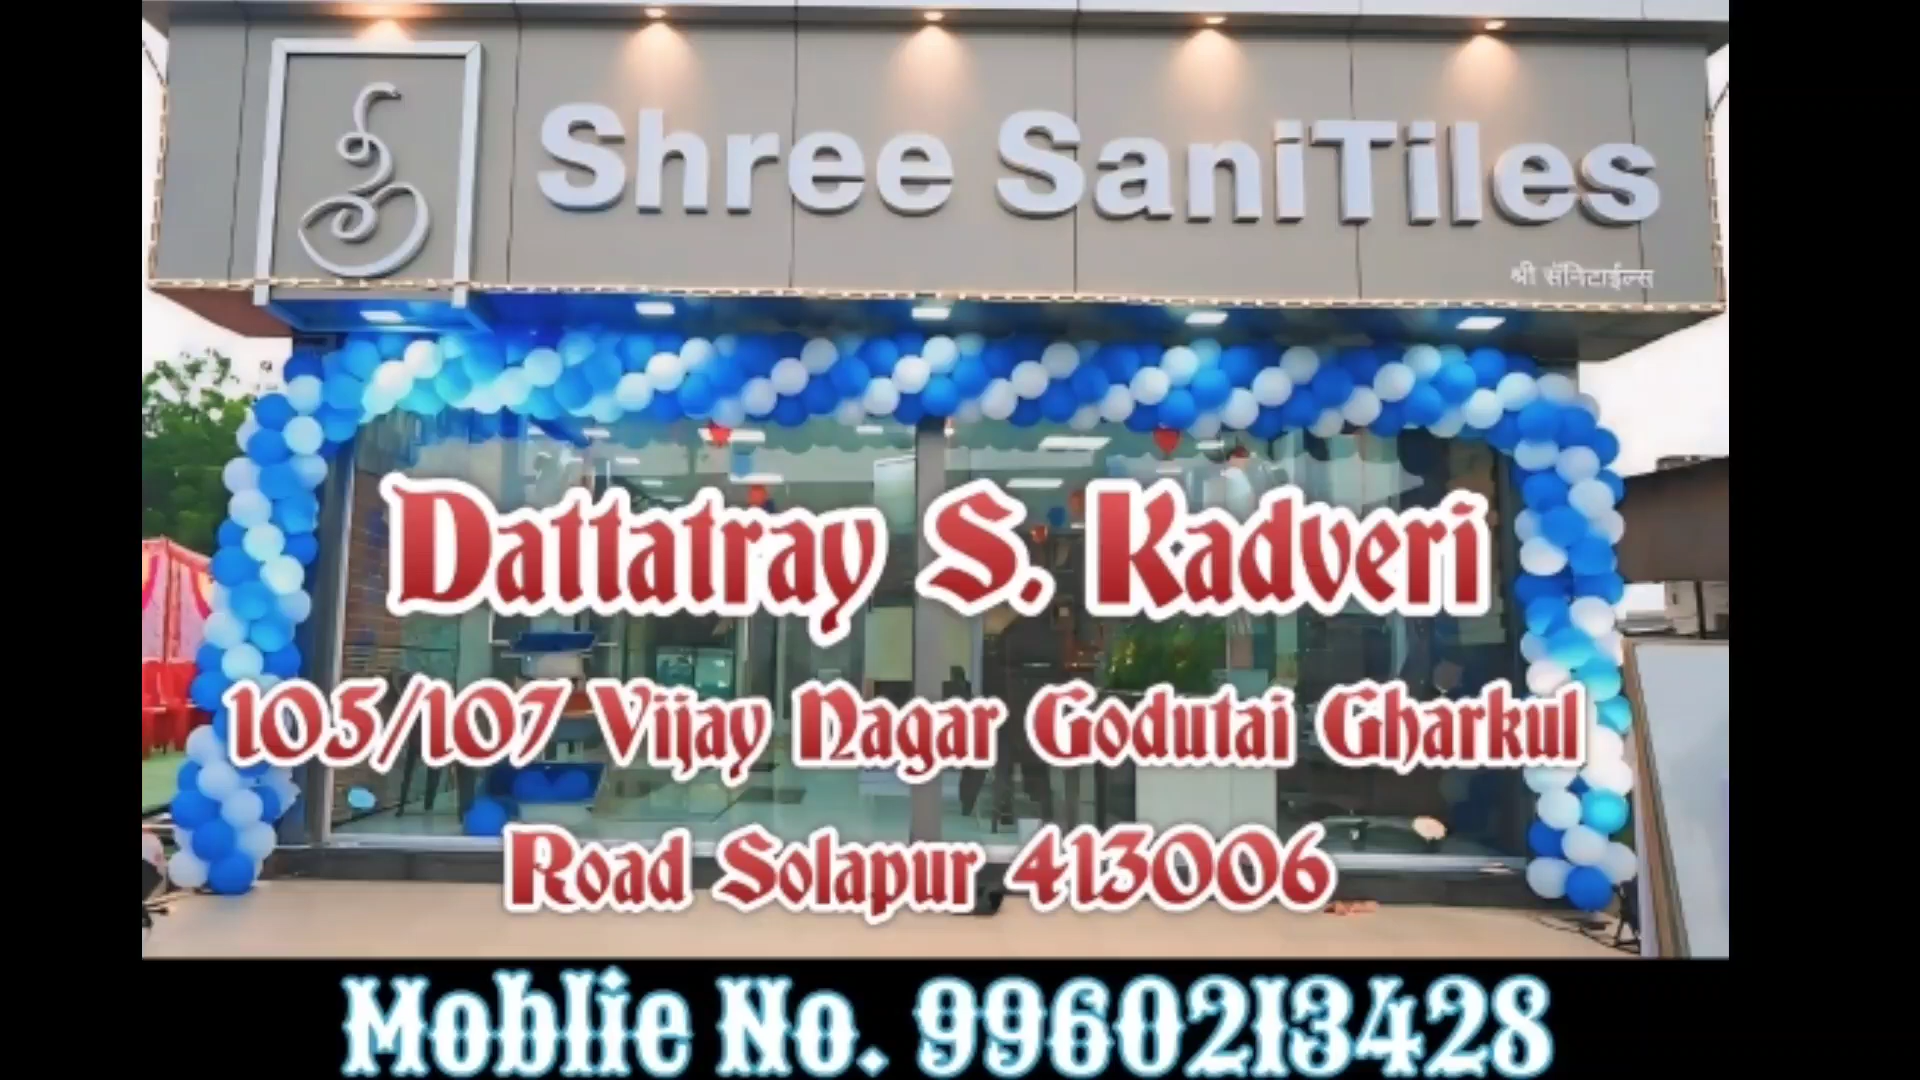 Shree SaniTiles
श्री सॅनिटाईल्स
Dattatray S. Kadveri
105/107 Vijay Nagar Godutai Gharkul
Road Solapur 413006
Moblie No. 9960213428